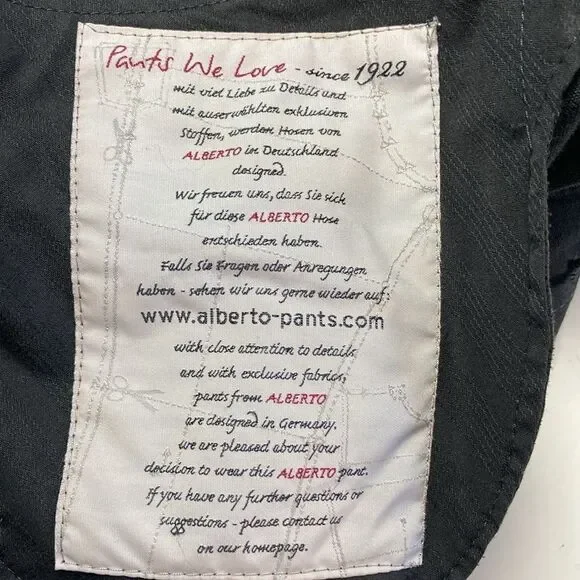 Pants We Love - since 1922
mit viel Liebe zu Details und
mit auserwählten exklusiven
Stoffen, werden Hosen von
ALBERTO in Deutschland
designed.
Wir freuen uns, dass Sie sich
für diese ALBERTO Hose
entschieden haben.
Falls Sie Fragen oder Anregungen
haben - sehen wir uns gerne wieder auf:
www.alberto-pants.com
with close attention to details
and with exclusive fabrics,
pants from ALBERTO
are designed in Germany.
we are pleased about your
decision to wear this ALBERTO pant.
If you have any further questions or
suggestions - please contact us
on our homepage.